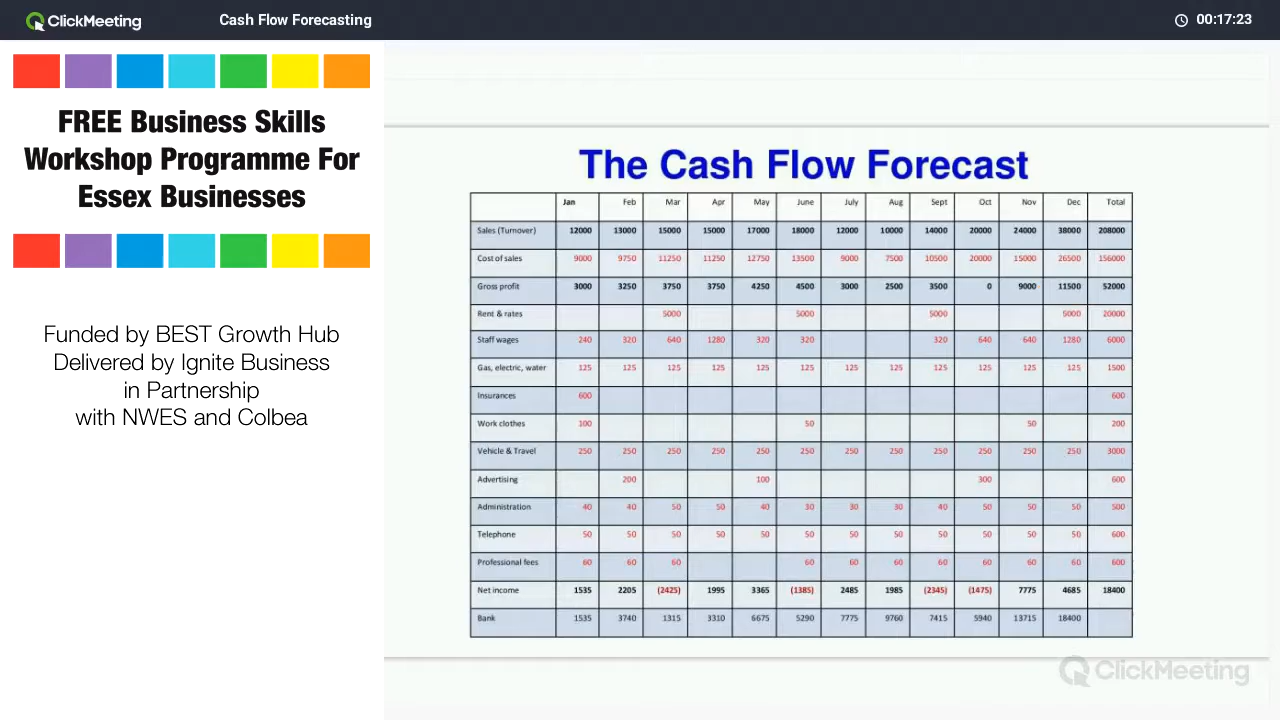 ClickMeeting
Cash Flow Forecasting
00:17:23
FREE Business Skills
Workshop Programme For
Essex Businesses
Funded by BEST Growth Hub
Delivered by Ignite Business
in Partnership
with NWES and Colbea
The Cash Flow Forecast
Jan Feb Mar Apr May June July Aug Sept Oct Nov Dec Total
Sales (Turnover) 12000 13000 15000 15000 17000 18000 12000 10000 14000 20000 24000 38000 208000
Cost of sales 9000 9750 11250 11250 12750 13500 9000 7500 10500 20000 15000 26500 156000
Gross profit 3000 3250 3750 3750 4250 4500 3000 2500 3500 0 9000 11500 52000
Rent & rates 5000 5000 5000 5000 20000
Staff wages 240 320 640 1280 320 320 320 640 640 1280 6000
Gas, electric, water 125 125 125 125 125 125 125 125 125 125 125 125 1500
Insurances 600 600
Work clothes 100 50 50 200
Vehicle & Travel 250 250 250 250 250 250 250 250 250 250 250 250 3000
Advertising 200 100 300 600
Administration 40 40 50 50 40 30 30 30 40 50 50 50 500
Telephone 50 50 50 50 50 50 50 50 50 50 50 50 600
Professional fees 60 60 60 60 60 60 60 60 60 60 600
Net income 1535 2205 (2425) 1995 3365 (1385) 2485 1985 (2345) (1475) 7775 4685 18400
Bank 1535 3740 1315 3310 6675 5290 7775 9760 7415 5940 13715 18400
ClickMeeting